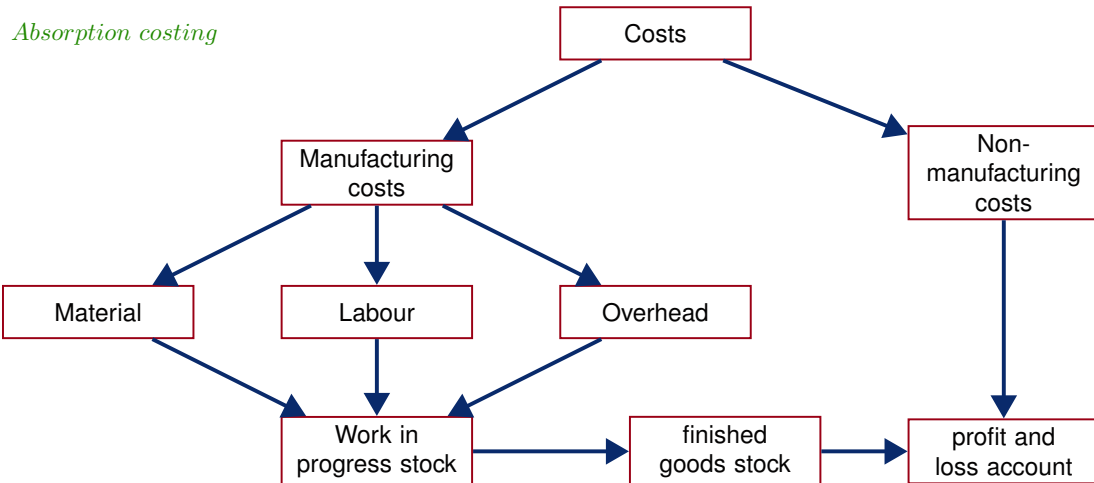 Absorption costing
Costs
Manufacturing
costs
Non-
manufacturing
costs
Material
Labour
Overhead
Work in
progress stock
finished
goods stock
profit and
loss account